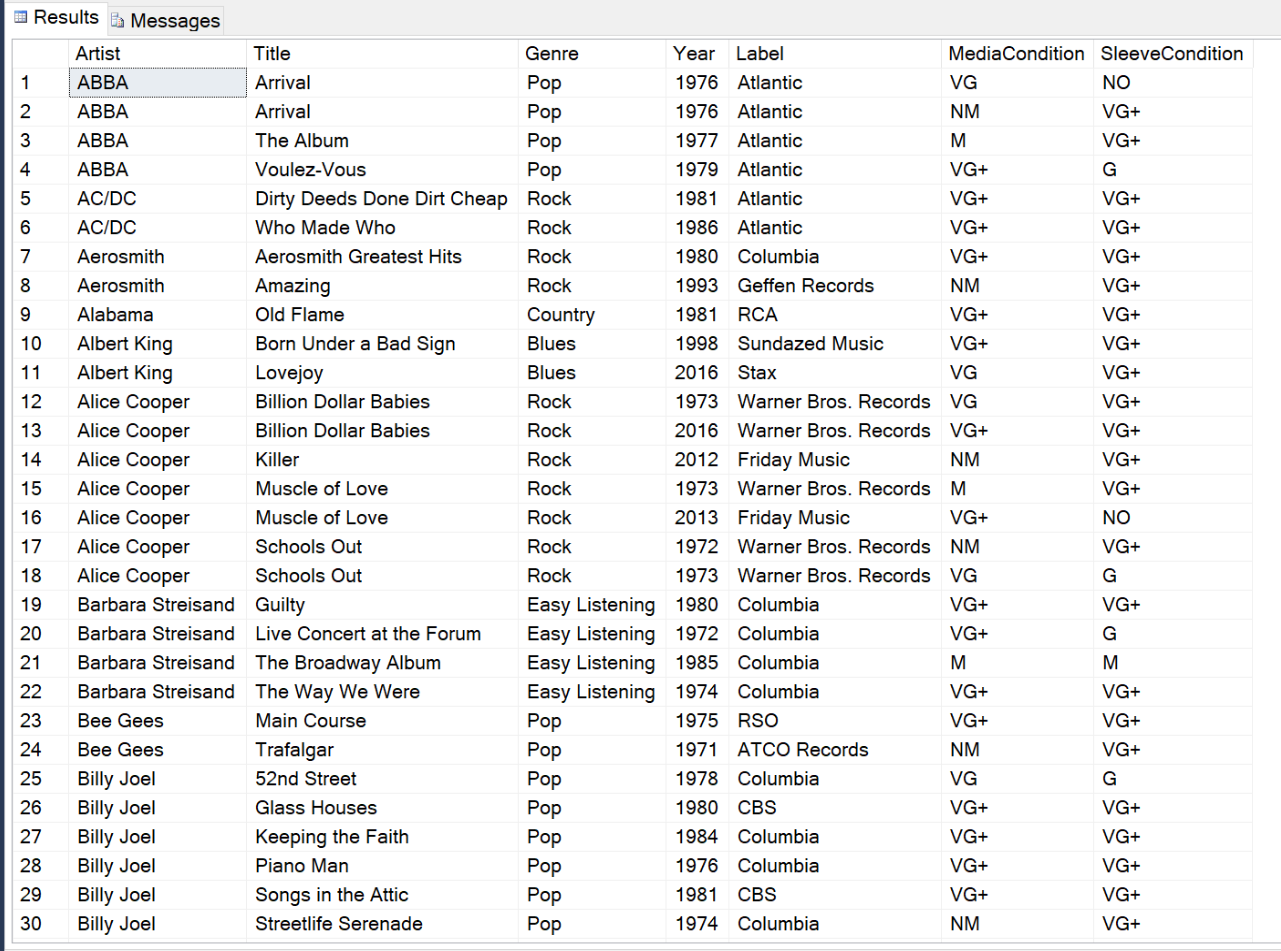 Results Messages
Artist Title Genre Year Label MediaCondition SleeveCondition
1 ABBA Arrival Pop 1976 Atlantic VG NO
2 ABBA Arrival Pop 1976 Atlantic NM VG+
3 ABBA The Album Pop 1977 Atlantic M VG+
4 ABBA Voulez-Vous Pop 1979 Atlantic VG+ G
5 AC/DC Dirty Deeds Done Dirt Cheap Rock 1981 Atlantic VG+ VG+
6 AC/DC Who Made Who Rock 1986 Atlantic VG+ VG+
7 Aerosmith Aerosmith Greatest Hits Rock 1980 Columbia VG+ VG+
8 Aerosmith Amazing Rock 1993 Geffen Records NM VG+
9 Alabama Old Flame Country 1981 RCA VG+ VG+
10 Albert King Born Under a Bad Sign Blues 1998 Sundazed Music VG+ VG+
11 Albert King Lovejoy Blues 2016 Stax VG VG+
12 Alice Cooper Billion Dollar Babies Rock 1973 Warner Bros. Records VG VG+
13 Alice Cooper Billion Dollar Babies Rock 2016 Warner Bros. Records VG+ VG+
14 Alice Cooper Killer Rock 2012 Friday Music NM VG+
15 Alice Cooper Muscle of Love Rock 1973 Warner Bros. Records M VG+
16 Alice Cooper Muscle of Love Rock 2013 Friday Music VG+ NO
17 Alice Cooper Schools Out Rock 1972 Warner Bros. Records NM VG+
18 Alice Cooper Schools Out Rock 1973 Warner Bros. Records VG G
19 Barbara Streisand Guilty Easy Listening 1980 Columbia VG+ VG+
20 Barbara Streisand Live Concert at the Forum Easy Listening 1972 Columbia VG+ G
21 Barbara Streisand The Broadway Album Easy Listening 1985 Columbia M M
22 Barbara Streisand The Way We Were Easy Listening 1974 Columbia VG+ VG+
23 Bee Gees Main Course Pop 1975 RSO VG+ VG+
24 Bee Gees Trafalgar Pop 1971 ATCO Records NM VG+
25 Billy Joel 52nd Street Pop 1978 Columbia VG G
26 Billy Joel Glass Houses Pop 1980 CBS VG+ VG+
27 Billy Joel Keeping the Faith Pop 1984 Columbia VG+ VG+
28 Billy Joel Piano Man Pop 1976 Columbia VG+ VG+
29 Billy Joel Songs in the Attic Pop 1981 CBS VG+ VG+
30 Billy Joel Streetlife Serenade Pop 1974 Columbia NM VG+